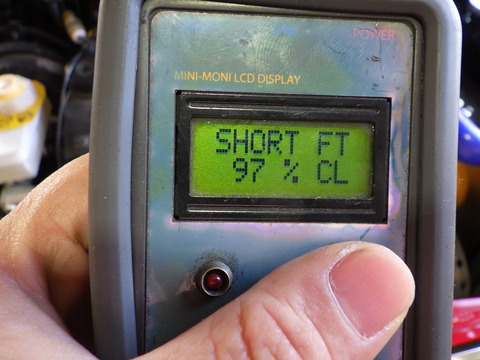 POWER
MINI-MONI LCD DISPLAY
SHORT FT
97 % CL